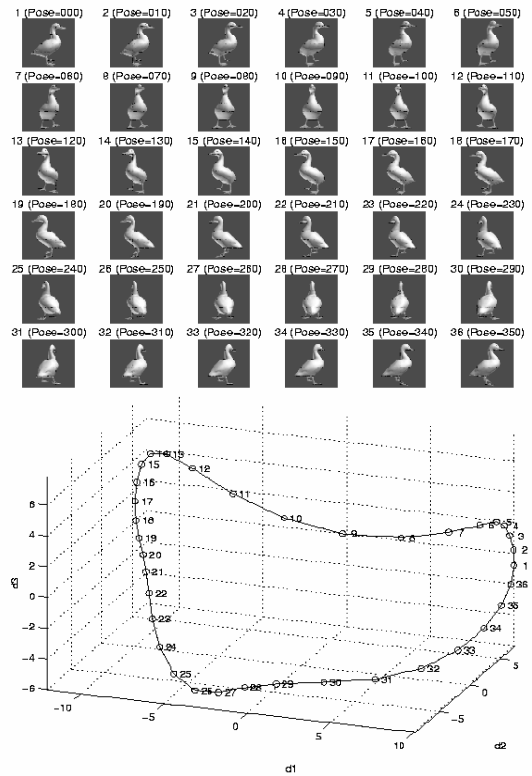 1 (Pose=000) 2 (Pose=010) 3 (Pose=020) 4 (Pose=030) 5 (Pose=040) 6 (Pose=050)
7 (Pose=060) 8 (Pose=070) 9 (Pose=080) 10 (Pose=090) 11 (Pose=100) 12 (Pose=110)
13 (Pose=120) 14 (Pose=130) 15 (Pose=140) 16 (Pose=150) 17 (Pose=160) 18 (Pose=170)
19 (Pose=180) 20 (Pose=190) 21 (Pose=200) 22 (Pose=210) 23 (Pose=220) 24 (Pose=230)
25 (Pose=240) 26 (Pose=250) 27 (Pose=260) 28 (Pose=270) 29 (Pose=280) 30 (Pose=290)
31 (Pose=300) 32 (Pose=310) 33 (Pose=320) 34 (Pose=330) 35 (Pose=340) 36 (Pose=350)
13
15 12
16 11
17 10 9 8 7 6 5 4
18 3
19 2
20 1
21 36
22 35
23 34
24 33
25 32
26 27 28 29 30 31
6
4
2
0
-2
-4
-6
d3
-10
-5
0
5
10
d1
-5
0
5
d2